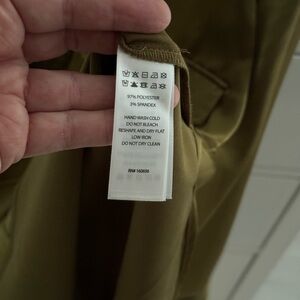 97% POLYESTER
3% SPANDEX
HAND WASH COLD
DO NOT BLEACH
RESHAPE AND DRY FLAT
LOW IRON
DO NOT DRY CLEAN